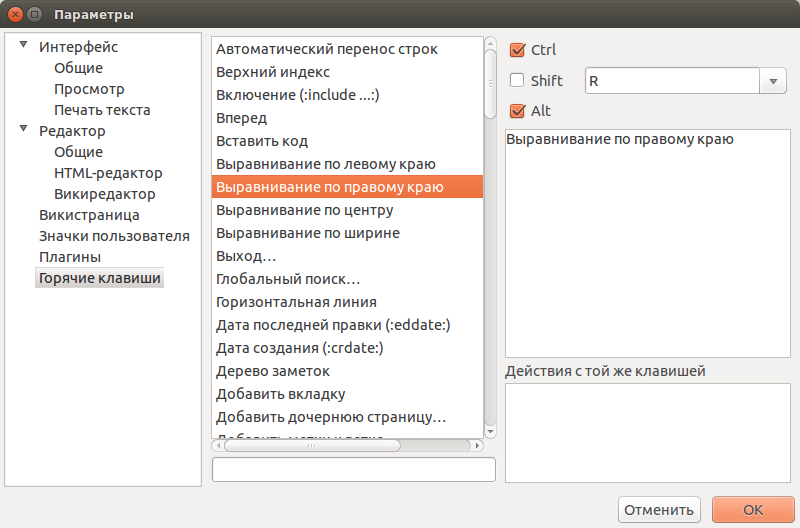 Параметры
Интерфейс
Общие
Просмотр
Печать текста
Редактор
Общие
HTML-редактор
Викиредактор
Викистраница
Значки пользователя
Плагины
Горячие клавиши
Автоматический перенос строк
Верхний индекс
Включение (:include ...:)
Вперед
Вставить код
Выравнивание по левому краю
Выравнивание по правому краю
Выравнивание по центру
Выравнивание по ширине
Выход…
Глобальный поиск…
Горизонтальная линия
Дата последней правки (:eddate:)
Дата создания (:crdate:)
Дерево заметок
Добавить вкладку
Добавить дочернюю страницу…
Ctrl
Shift
R
Alt
Выравнивание по правому краю
Действия с той же клавишей
Отменить
OK